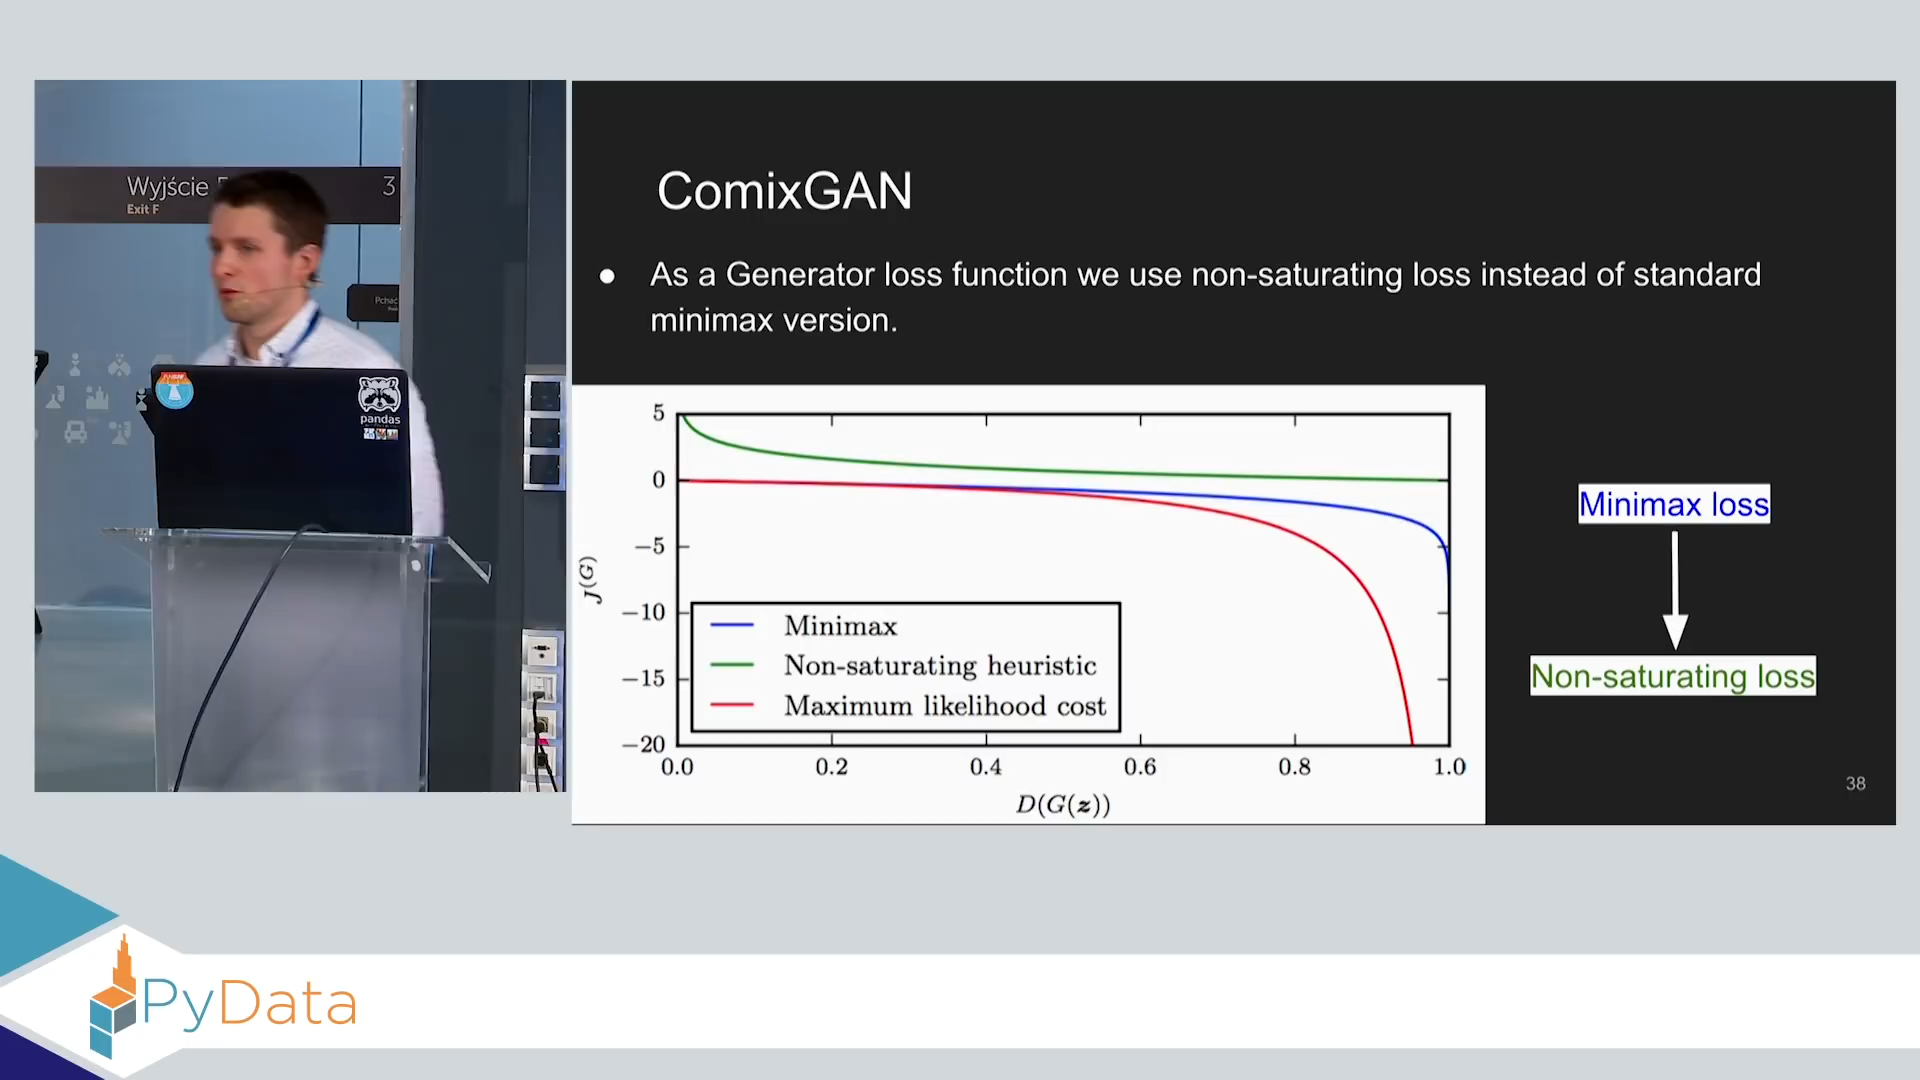 Wyjście F
Exit F
3
pandas
ComixGAN
● As a Generator loss function we use non-saturating loss instead of standard
minimax version.
5
0
−5
−10
−15
−20
J(G)
Minimax
Non-saturating heuristic
Maximum likelihood cost
0.0 0.2 0.4 0.6 0.8 1.0
D(G(z))
Minimax loss
Non-saturating loss
38
PyData